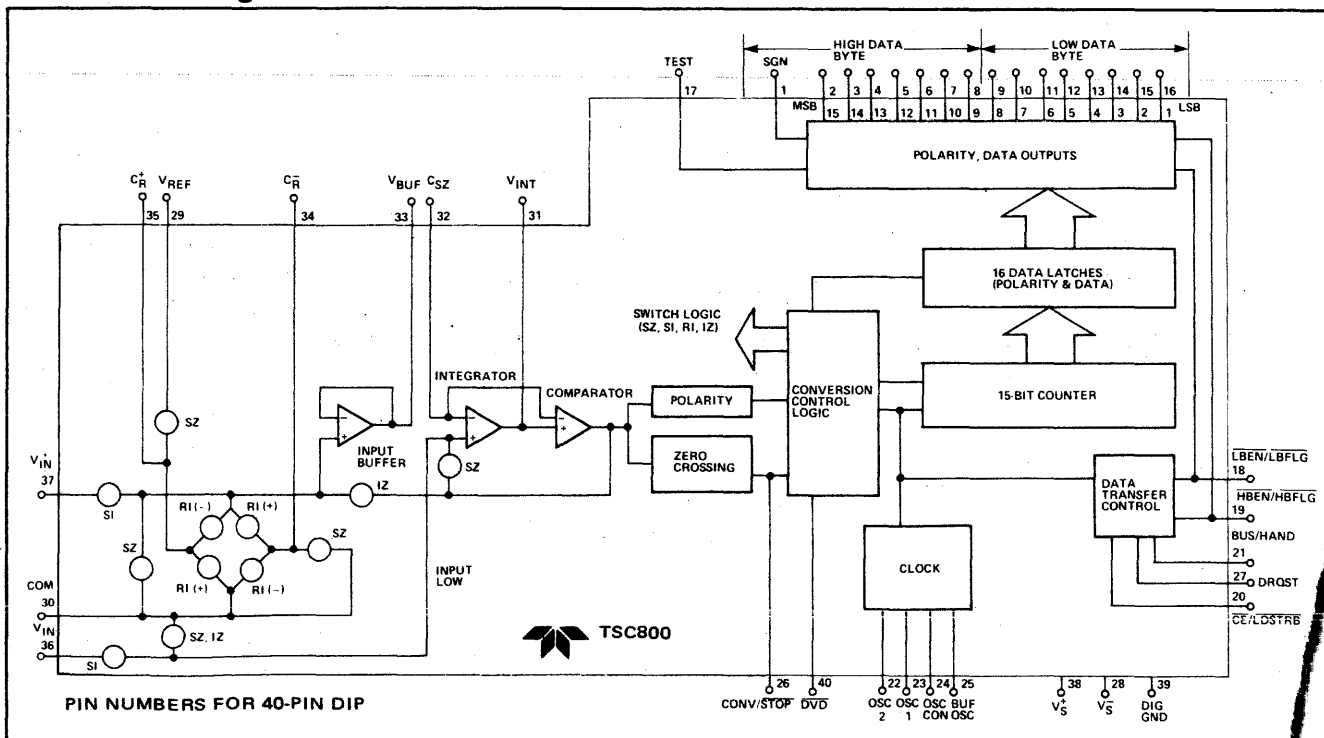 HIGH DATA BYTE
LOW DATA BYTE
TEST
SGN
17
1
2 3 4 5 6 7 8 9 10 11 12 13 14 15 16
MSB
LSB
15 14 13 12 11 10 9 8 7 6 5 4 3 2 1
POLARITY, DATA OUTPUTS
C⁺R VREF C⁻R VBUF CSZ VINT
35 29 34 33 32 31
16 DATA LATCHES
(POLARITY & DATA)
SWITCH LOGIC
(SZ, SI, RI, IZ)
INTEGRATOR
COMPARATOR
CONVERSION
CONTROL
LOGIC
15-BIT COUNTER
POLARITY
ZERO
CROSSING
SZ
INPUT
BUFFER
SZ
IZ
V⁺IN
37
SI
RI (-) RI (+)
SZ
SZ
RI (+) RI (-)
INPUT
LOW
COM
30
VIN
36
SZ, IZ
SI
CLOCK
DATA
TRANSFER
CONTROL
LBEN/LBFLG
18
HBEN/HBFLG
19
BUS/HAND
21
27 DRQST
20
CE/LDSTRB
TSC800
PIN NUMBERS FOR 40-PIN DIP
26 40 22 23 24 25 38 28 39
CONV/STOP DVD OSC 2 OSC 1 OSC CON BUF OSC V⁺S V⁻S DIG GND